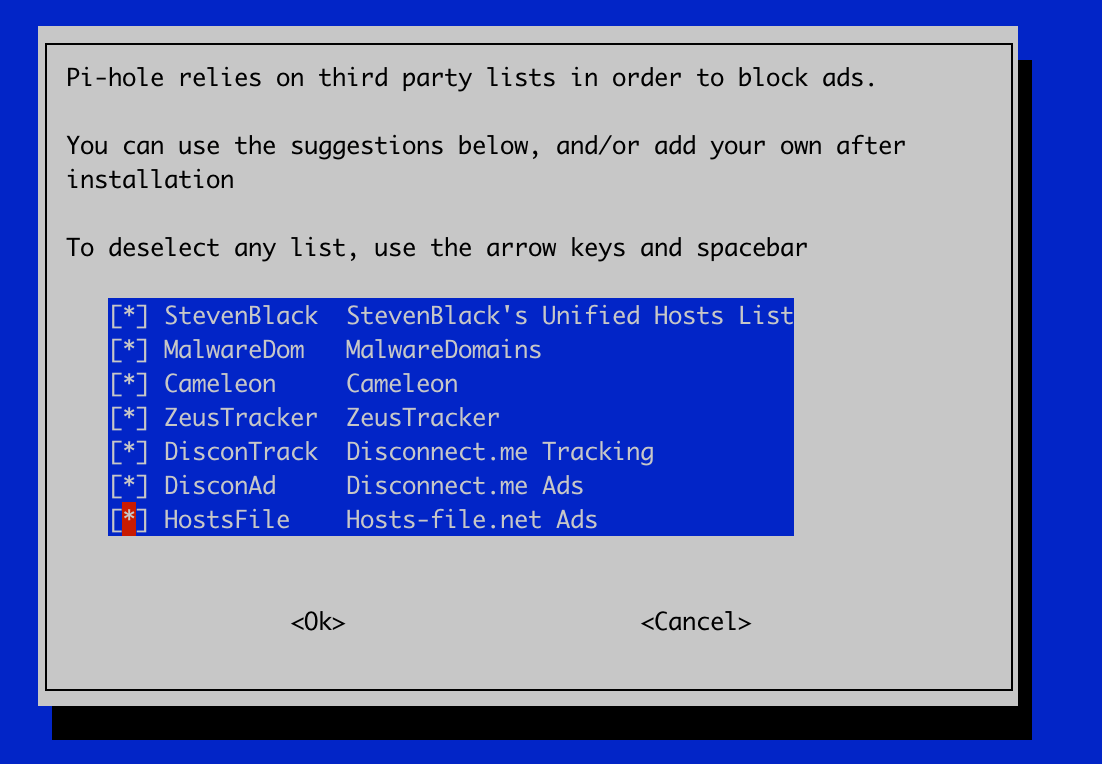 Pi-hole relies on third party lists in order to block ads.
You can use the suggestions below, and/or add your own after
installation
To deselect any list, use the arrow keys and spacebar
[*] StevenBlack  StevenBlack's Unified Hosts List
[*] MalwareDom   MalwareDomains
[*] Cameleon     Cameleon
[*] ZeusTracker  ZeusTracker
[*] DisconTrack  Disconnect.me Tracking
[*] DisconAd     Disconnect.me Ads
[*] HostsFile    Hosts-file.net Ads
<Ok>                     <Cancel>